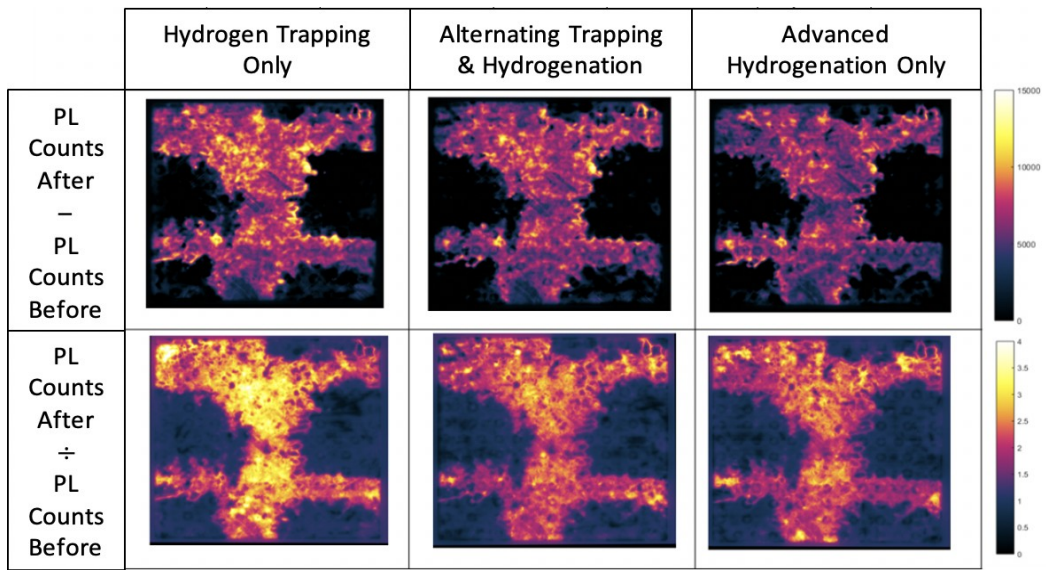 Hydrogen Trapping
Only
Alternating Trapping
& Hydrogenation
Advanced
Hydrogenation Only
PL
Counts
After
–
PL
Counts
Before
15000
10000
5000
0
PL
Counts
After
÷
PL
Counts
Before
4
3.5
3
2.5
2
1.5
1
0.5
0